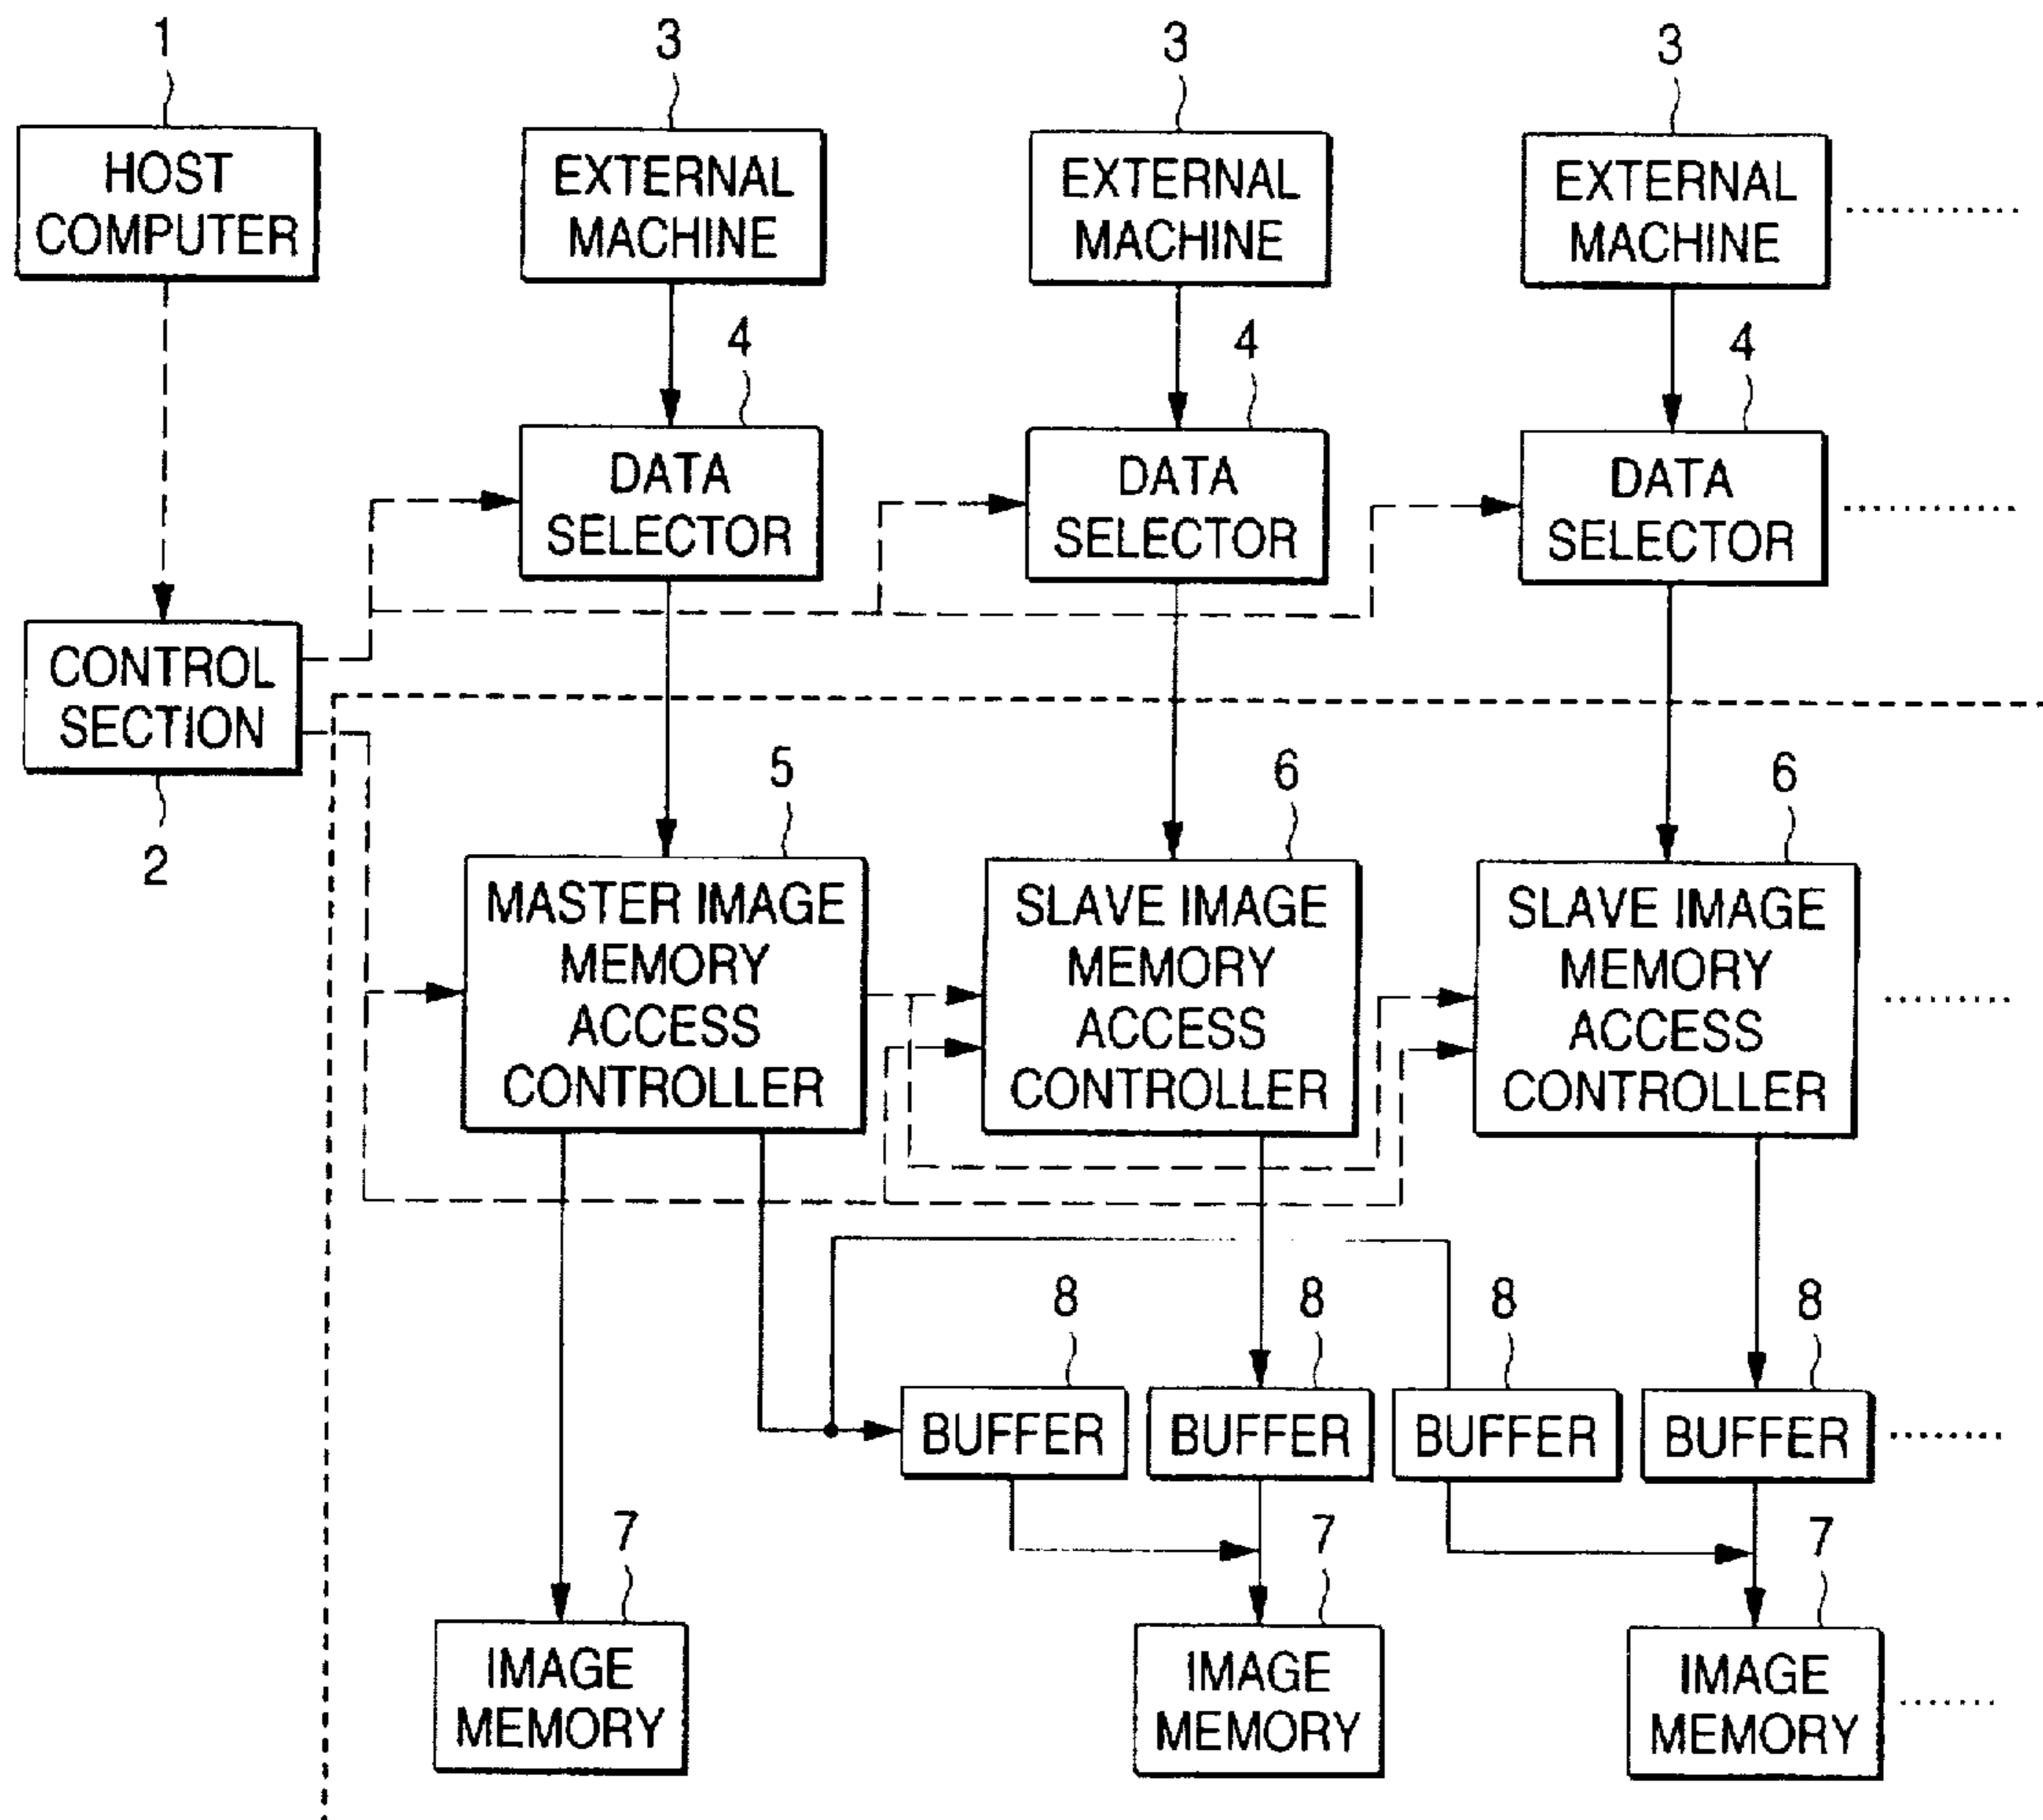 1
3
3
3
HOST
COMPUTER
EXTERNAL
MACHINE
EXTERNAL
MACHINE
EXTERNAL
MACHINE
4
4
4
DATA
SELECTOR
DATA
SELECTOR
DATA
SELECTOR
CONTROL
SECTION
2
5
6
6
MASTER IMAGE
MEMORY
ACCESS
CONTROLLER
SLAVE IMAGE
MEMORY
ACCESS
CONTROLLER
SLAVE IMAGE
MEMORY
ACCESS
CONTROLLER
8
8
8
8
BUFFER
BUFFER
BUFFER
BUFFER
7
7
7
IMAGE
MEMORY
IMAGE
MEMORY
IMAGE
MEMORY